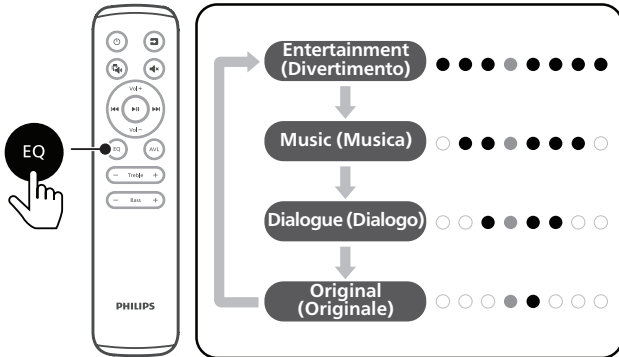 EQ
Vol+
Vol−
EQ
AVL
− Treble +
− Bass +
PHILIPS
Entertainment
(Divertimento)
Music (Musica)
Dialogue (Dialogo)
Original
(Originale)